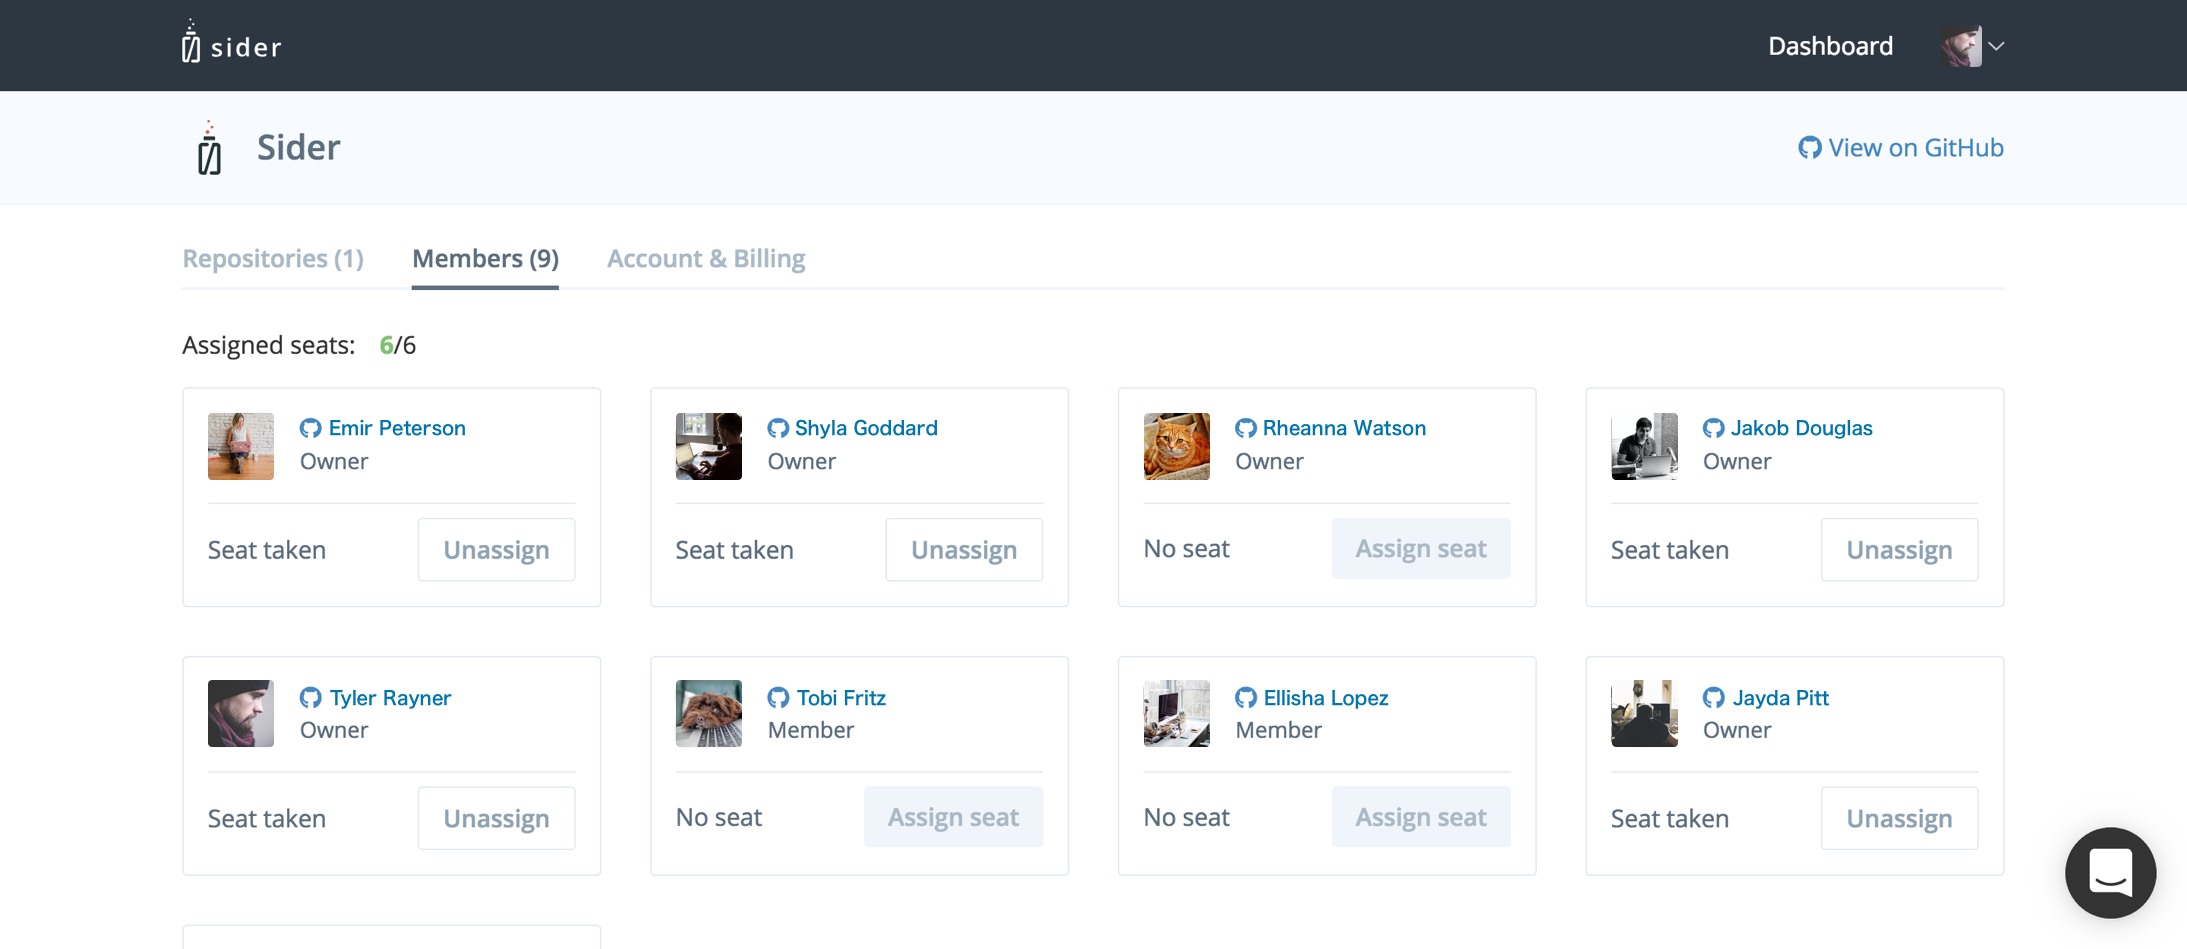 sider
Dashboard
Sider
View on GitHub
Repositories (1) Members (9) Account & Billing
Assigned seats: 6/6
Emir Peterson
Owner
Seat taken Unassign
Shyla Goddard
Owner
Seat taken Unassign
Rheanna Watson
Owner
No seat Assign seat
Jakob Douglas
Owner
Seat taken Unassign
Tyler Rayner
Owner
Seat taken Unassign
Tobi Fritz
Member
No seat Assign seat
Ellisha Lopez
Member
No seat Assign seat
Jayda Pitt
Owner
Seat taken Unassign